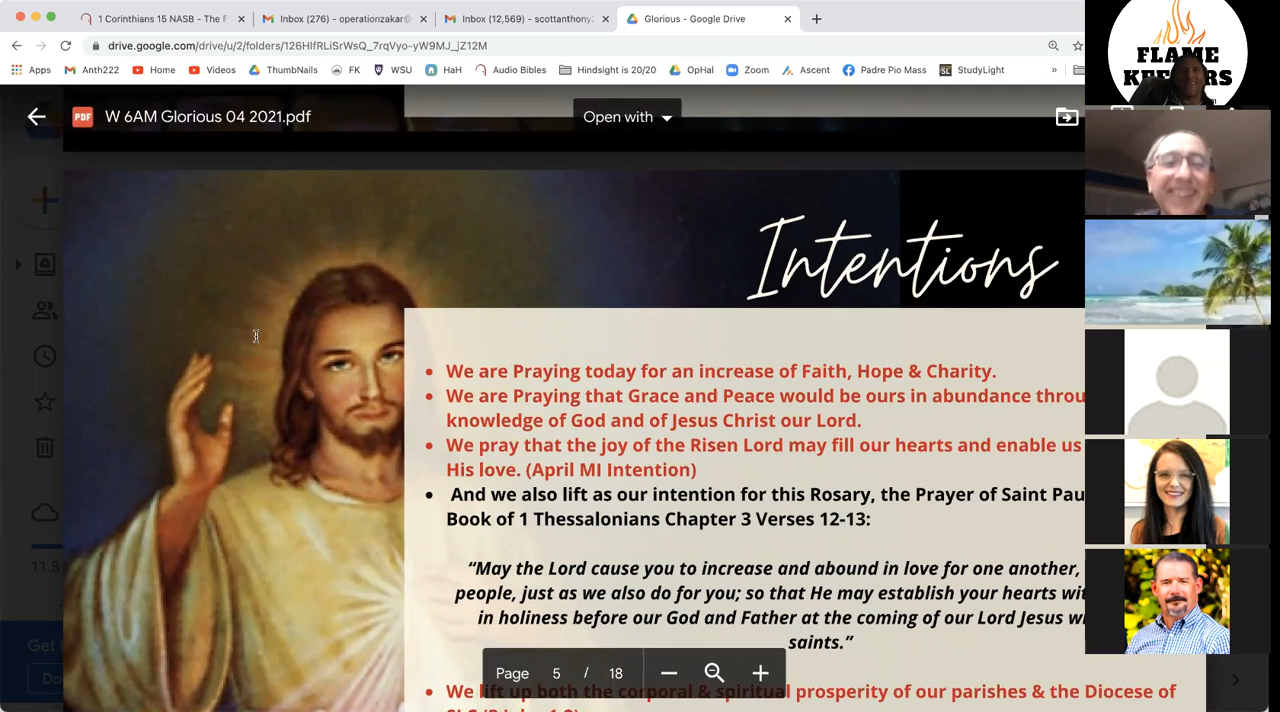 1 Corinthians 15 NASB - The F
Inbox (276) - operationzakar@
Inbox (12,569) - scottanthony
Glorious - Google Drive
drive.google.com/drive/u/2/folders/126HlfRLiSrWsQ_7rqVyo-yW9MJ_jZ12M
Apps
Anth222
Home
Videos
ThumbNails
FK
WSU
HaH
Audio Bibles
Hindsight is 20/20
OpHal
Zoom
Ascent
Padre Pio Mass
SL StudyLight
»
FLAME
KEEPERS
PDF W 6AM Glorious 04 2021.pdf
Open with
Intentions
• We are Praying today for an increase of Faith, Hope & Charity.
• We are Praying that Grace and Peace would be ours in abundance throu
knowledge of God and of Jesus Christ our Lord.
• We pray that the joy of the Risen Lord may fill our hearts and enable us
His love. (April MI Intention)
• And we also lift as our intention for this Rosary, the Prayer of Saint Pau
Book of 1 Thessalonians Chapter 3 Verses 12-13:
“May the Lord cause you to increase and abound in love for one another,
people, just as we also do for you; so that He may establish your hearts wit
in holiness before our God and Father at the coming of our Lord Jesus wi
saints.”
• We lift up both the corporal & spiritual prosperity of our parishes & the Diocese of
Page 5 / 18
11.8
Get